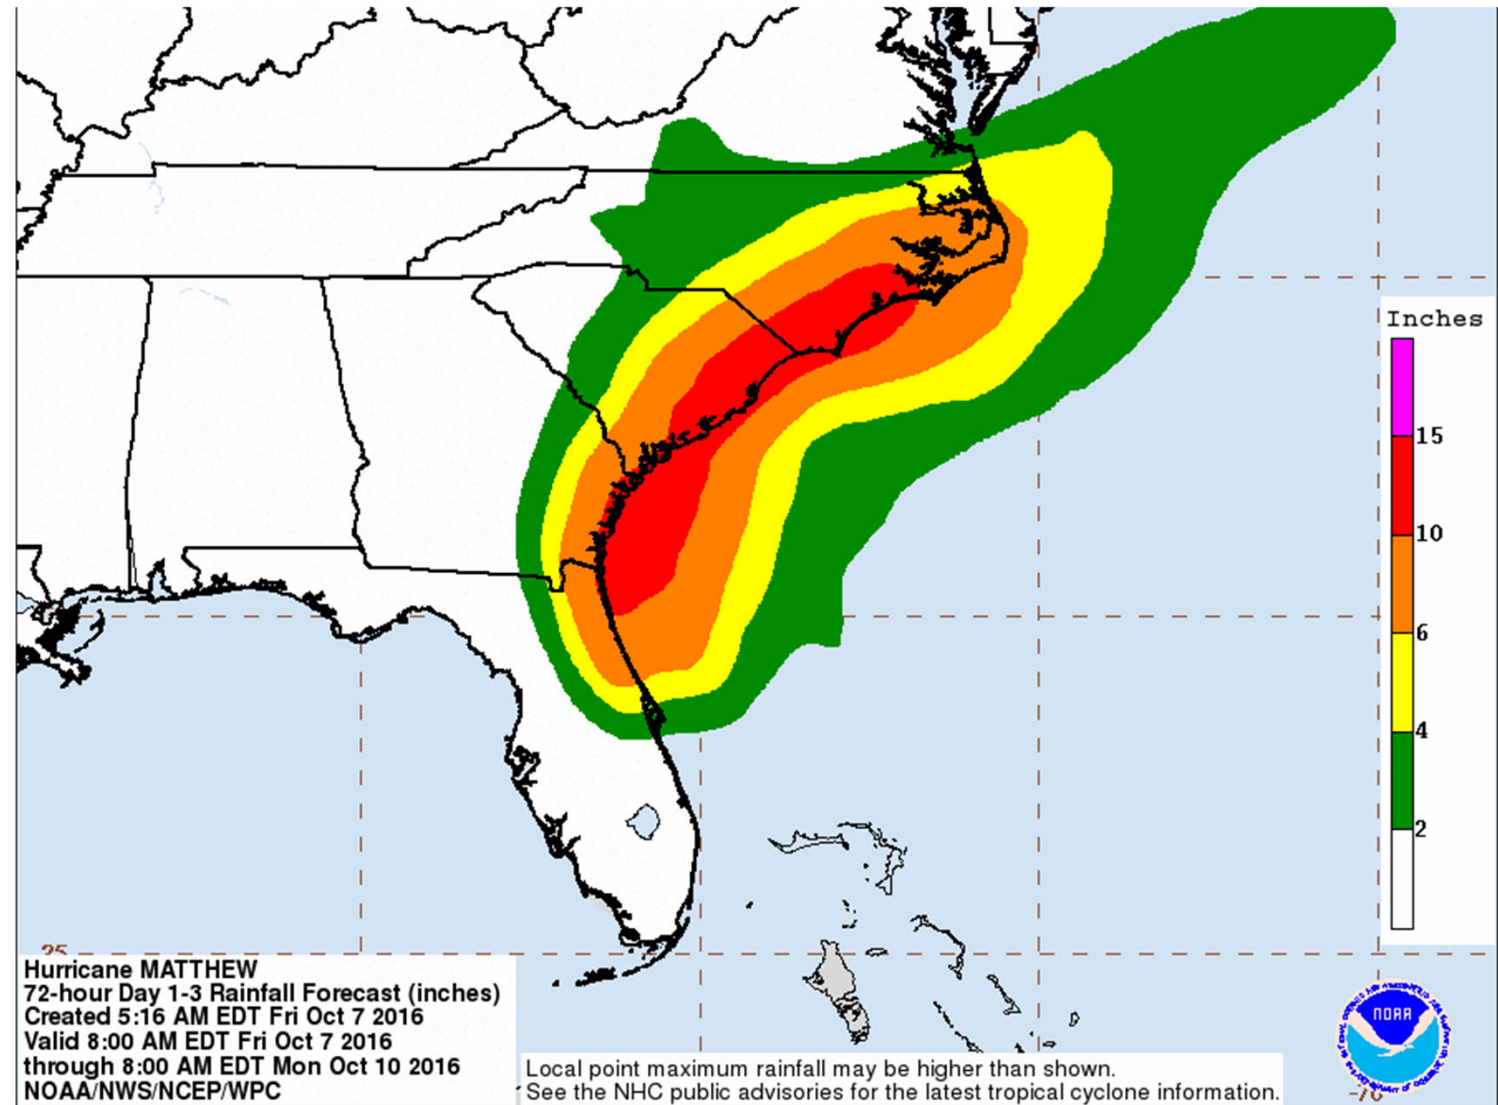 Inches
15
10
6
4
2
25
Hurricane MATTHEW
72-hour Day 1-3 Rainfall Forecast (inches)
Created 5:16 AM EDT Fri Oct 7 2016
Valid 8:00 AM EDT Fri Oct 7 2016
through 8:00 AM EDT Mon Oct 10 2016
NOAA/NWS/NCEP/WPC
Local point maximum rainfall may be higher than shown.
See the NHC public advisories for the latest tropical cyclone information.
NOAA
-70